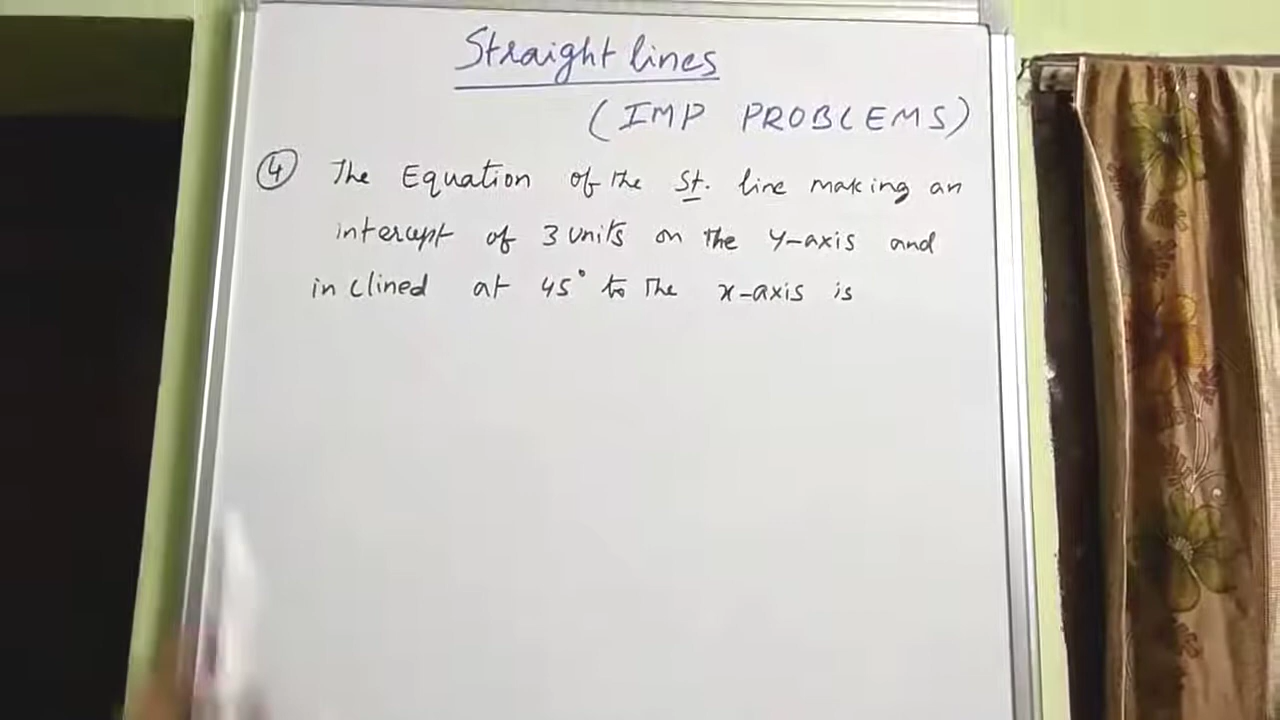 Straight lines
(IMP PROBLEMS)
④ The Equation of the St. line making an
intercept of 3 units on the y-axis and
inclined at 45° to the x-axis is